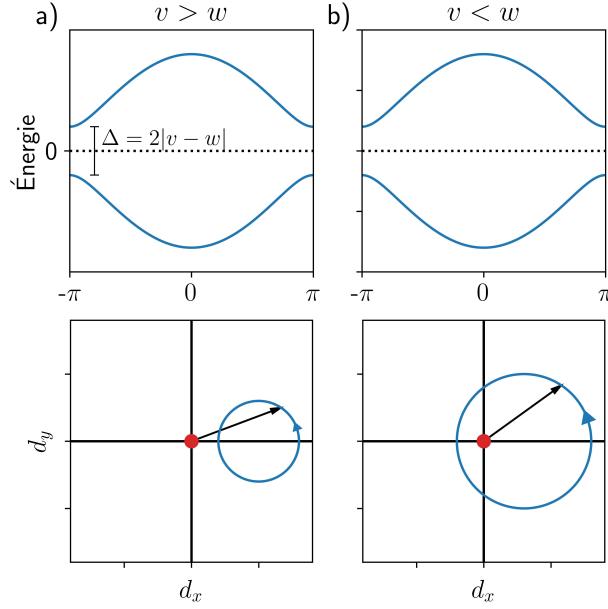 a)
v > w
b)
v < w
Énergie
0
Δ = 2|v − w|
-π
0
π
-π
0
π
d_y
d_x
d_x